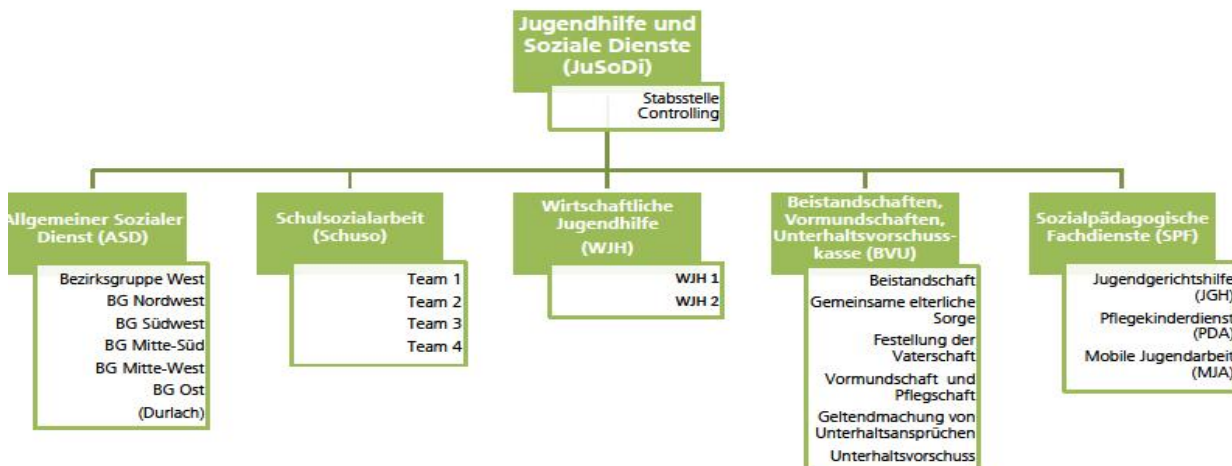 Jugendhilfe und
Soziale Dienste
(JuSoDi)
Stabsstelle
Controlling
Allgemeiner Sozialer
Dienst (ASD)
Bezirksgruppe West
BG Nordwest
BG Südwest
BG Mitte-Süd
BG Mitte-West
BG Ost
(Durlach)
Schulsozialarbeit
(Schuso)
Team 1
Team 2
Team 3
Team 4
Wirtschaftliche
Jugendhilfe
(WJH)
WJH 1
WJH 2
Beistandschaften,
Vormundschaften,
Unterhaltsvorschuss-
kasse (BVU)
Beistandschaft
Gemeinsame elterliche
Sorge
Festellung der
Vaterschaft
Vormundschaft und
Pflegschaft
Geltendmachung von
Unterhaltsansprüchen
Unterhaltsvorschuss
Sozialpädagogische
Fachdienste (SPF)
Jugendgerichtshilfe
(JGH)
Pflegekinderdienst
(PDA)
Mobile Jugendarbeit
(MJA)